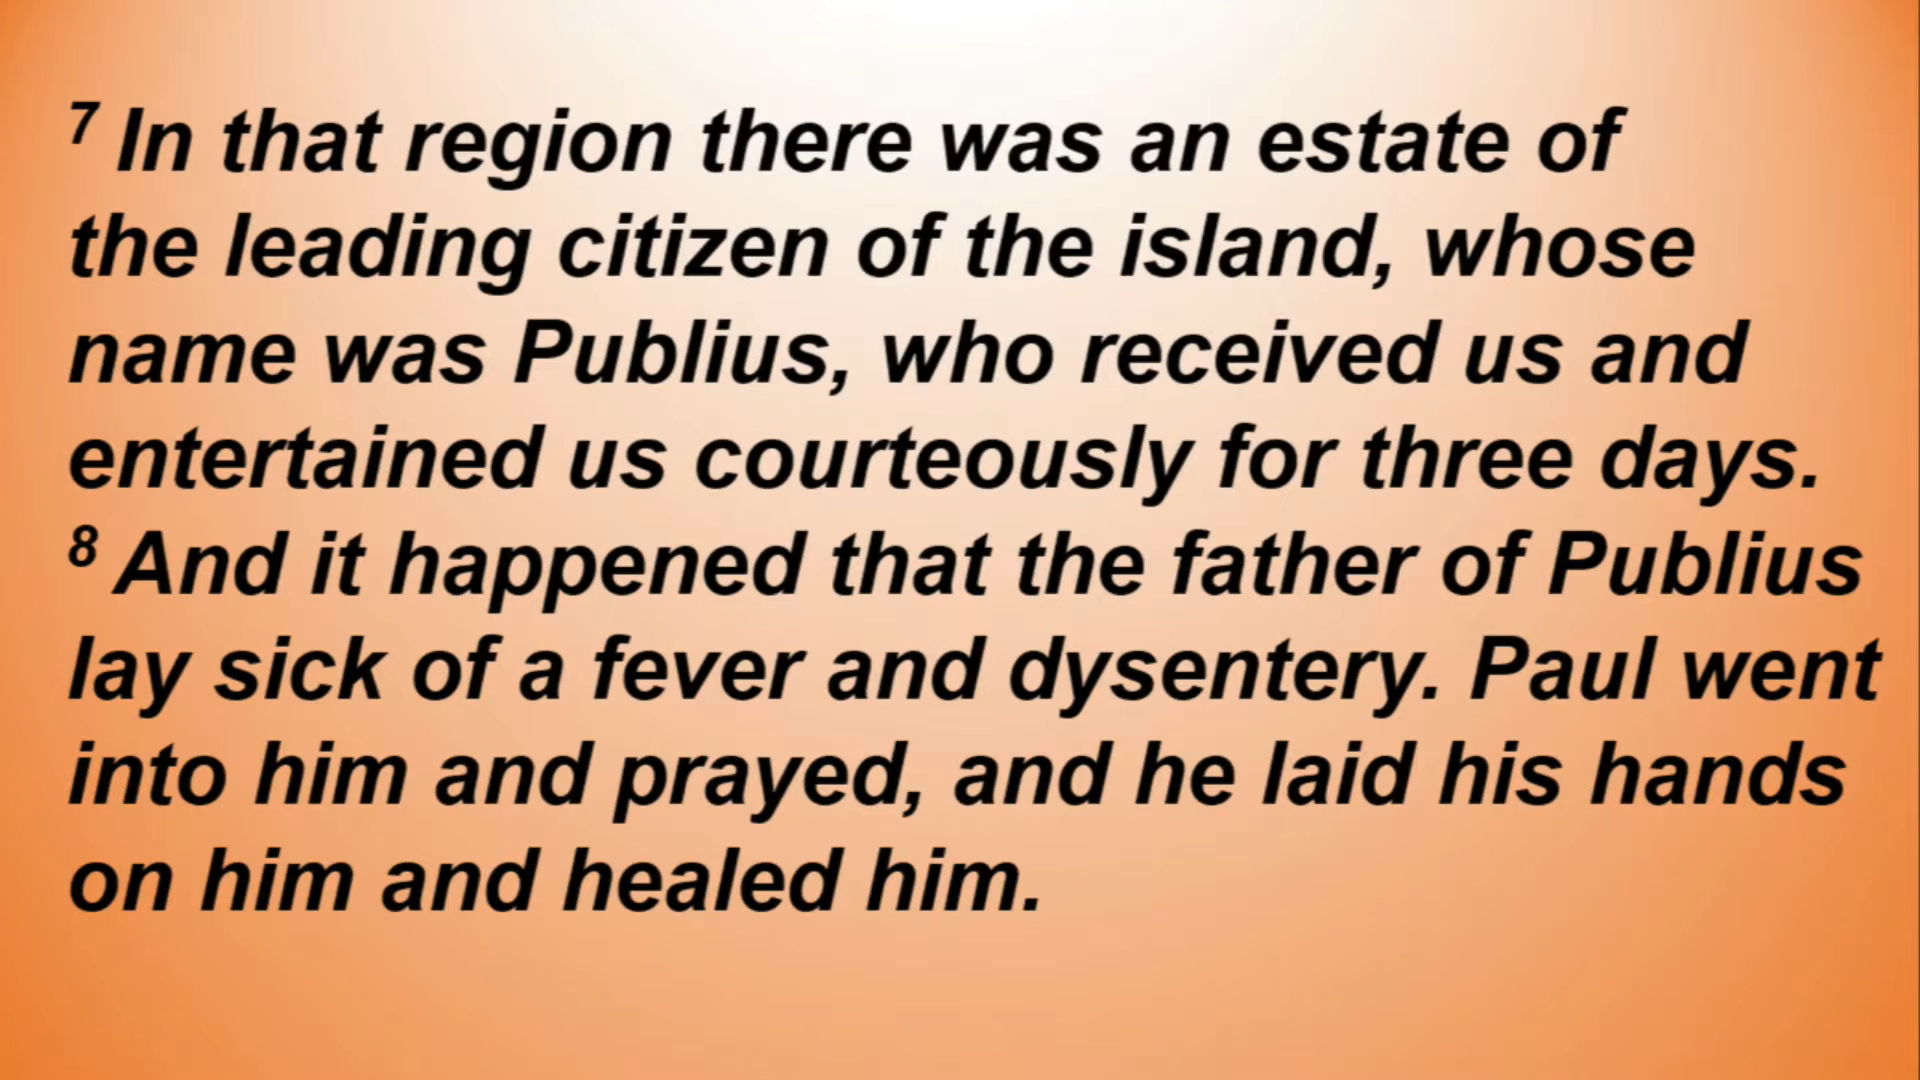 7 In that region there was an estate of
the leading citizen of the island, whose
name was Publius, who received us and
entertained us courteously for three days.
8 And it happened that the father of Publius
lay sick of a fever and dysentery. Paul went
into him and prayed, and he laid his hands
on him and healed him.